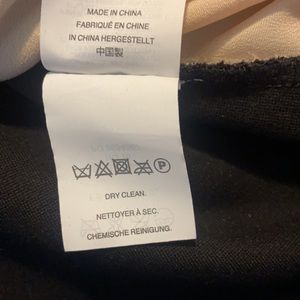 MADE IN CHINA
FABRIQUÉ EN CHINE
IN CHINA HERGESTELLT
中国製
P
DRY CLEAN.
NETTOYER À SEC.
CHEMISCHE REINIGUNG.